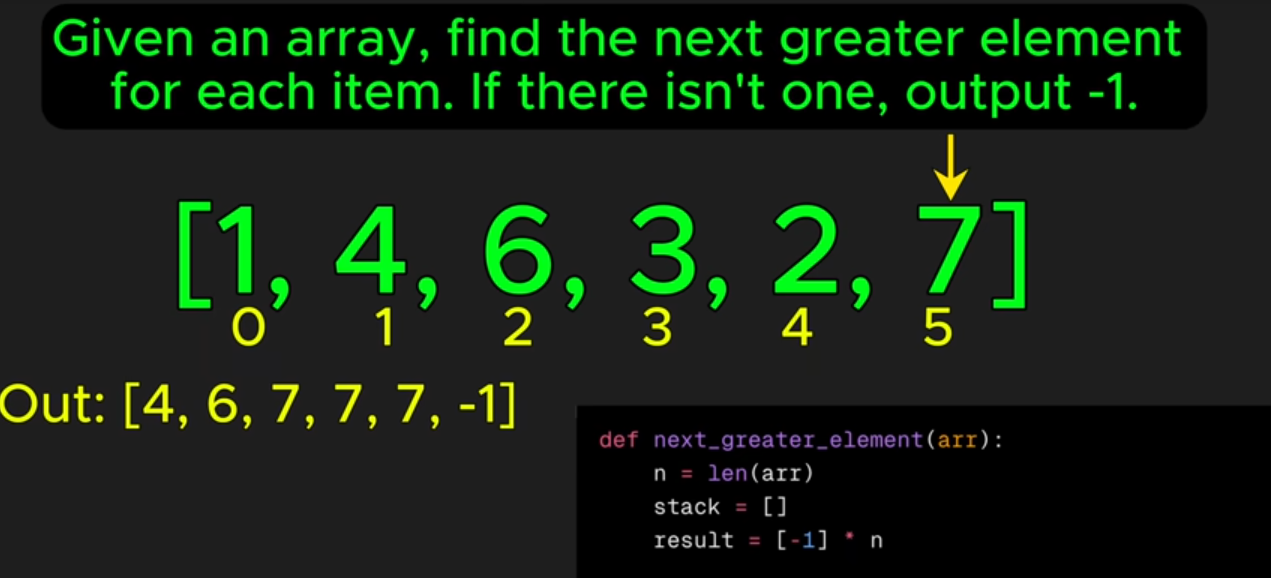 Given an array, find the next greater element
for each item. If there isn't one, output -1.
[1, 4, 6, 3, 2, 7]
0 1 2 3 4 5
Out: [4, 6, 7, 7, 7, -1]
def next_greater_element(arr):
    n = len(arr)
    stack = []
    result = [-1] * n